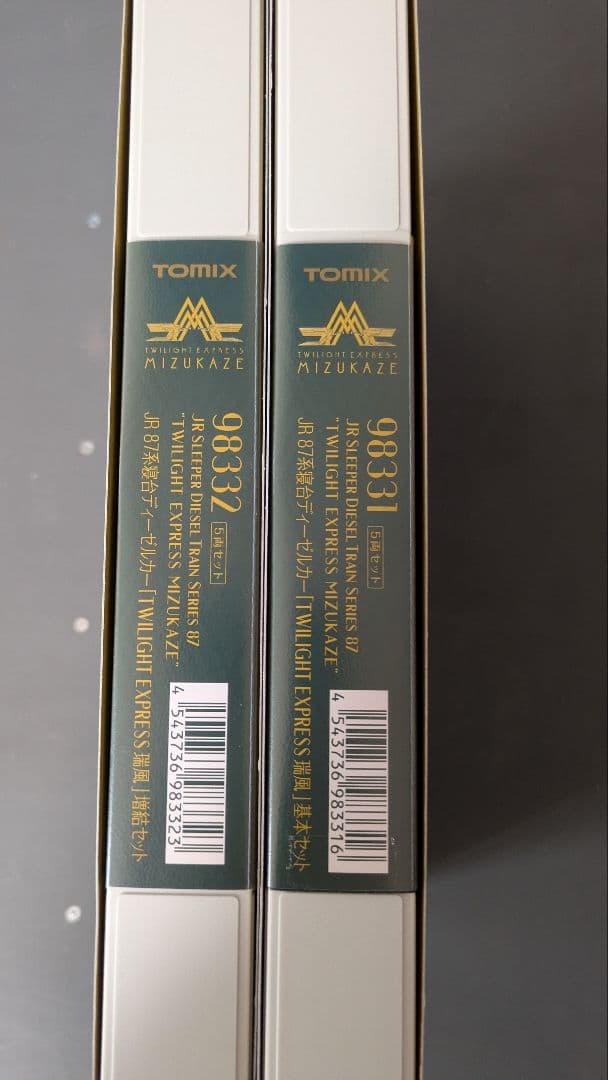 TOMIX
TWILIGHT EXPRESS
MIZUKAZE
98332 5両セット
JR SLEEPER DIESEL TRAIN SERIES 87
"TWILIGHT EXPRESS MIZUKAZE"
JR 87系寝台ディーゼルカー「TWILIGHT EXPRESS 瑞風」増結セット
4 543736 983323
TOMIX
TWILIGHT EXPRESS
MIZUKAZE
98331 5両セット
JR SLEEPER DIESEL TRAIN SERIES 87
"TWILIGHT EXPRESS MIZUKAZE"
JR 87系寝台ディーゼルカー「TWILIGHT EXPRESS 瑞風」基本セット
4 543736 983316